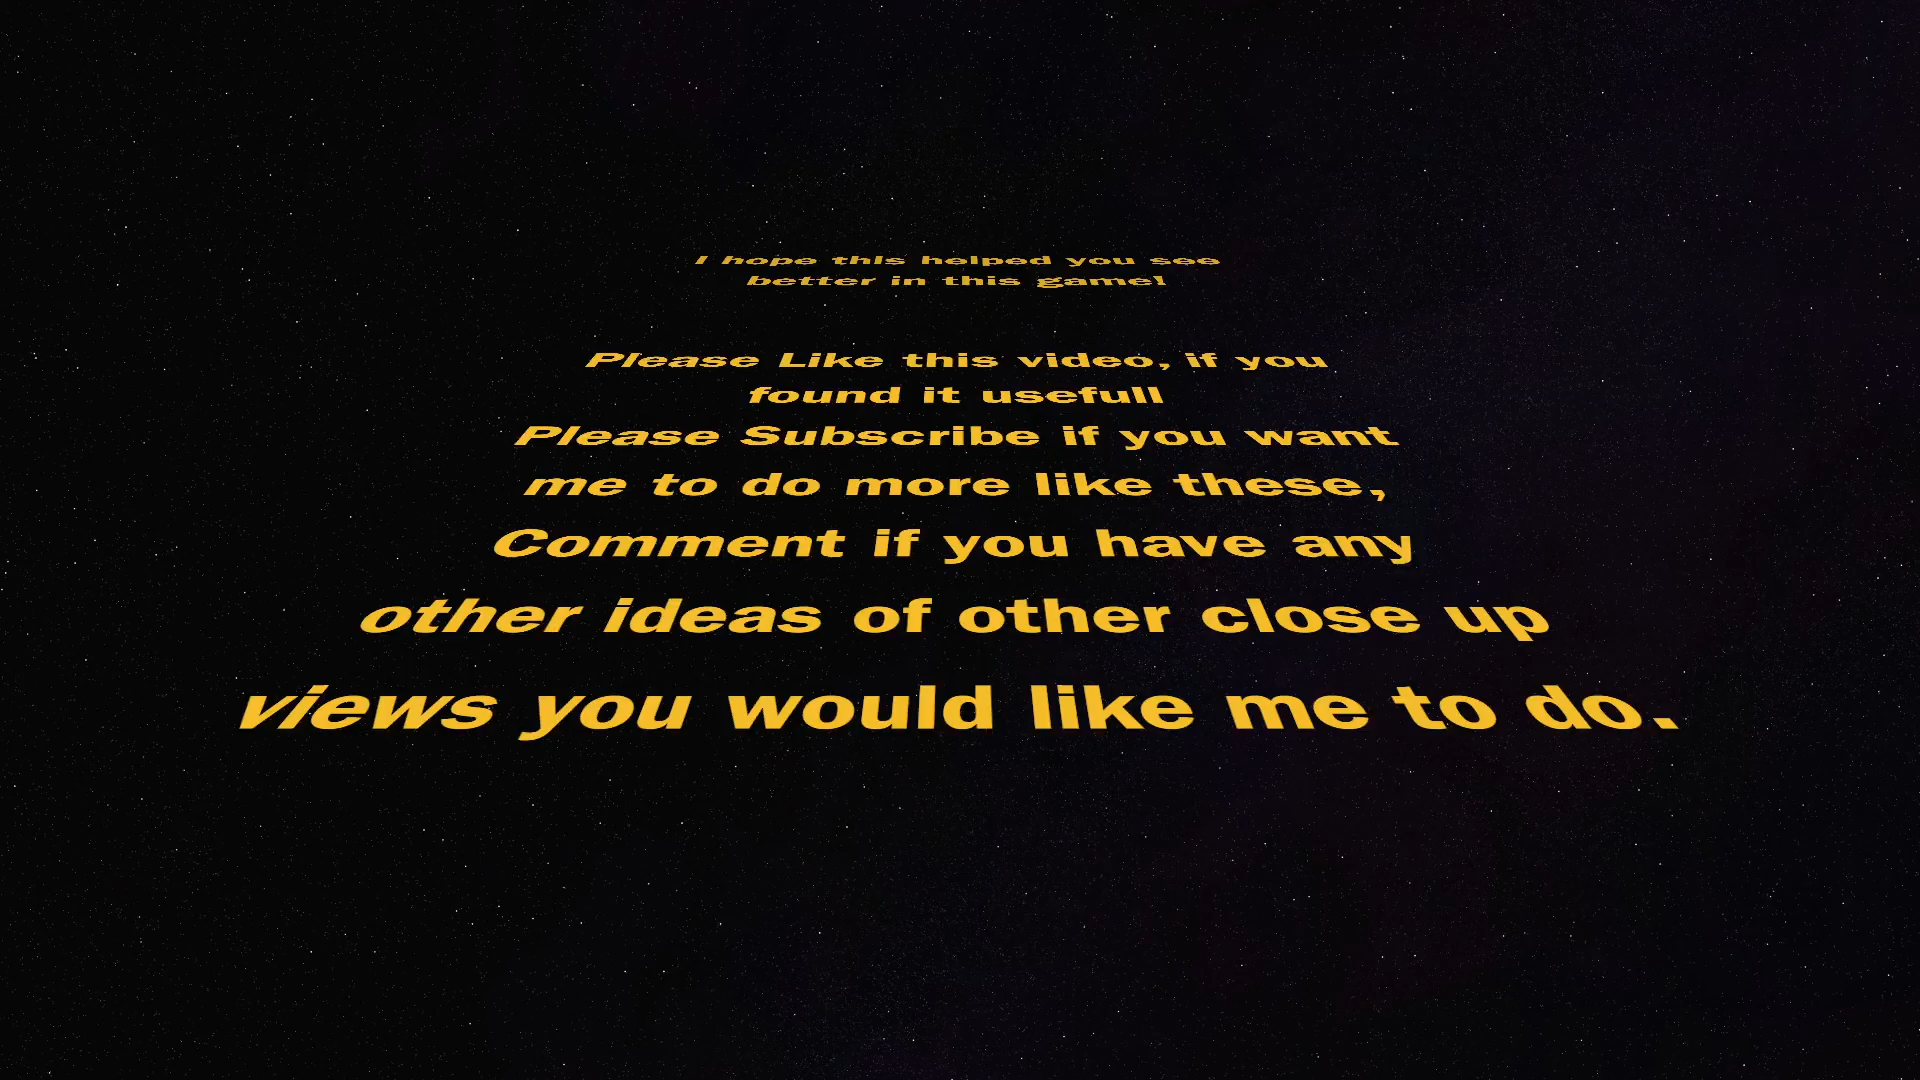 I hope this helped you see
better in this game!
Please Like this video, if you
found it usefull
Please Subscribe if you want
me to do more like these,
Comment if you have any
other ideas of other close up
views you would like me to do.